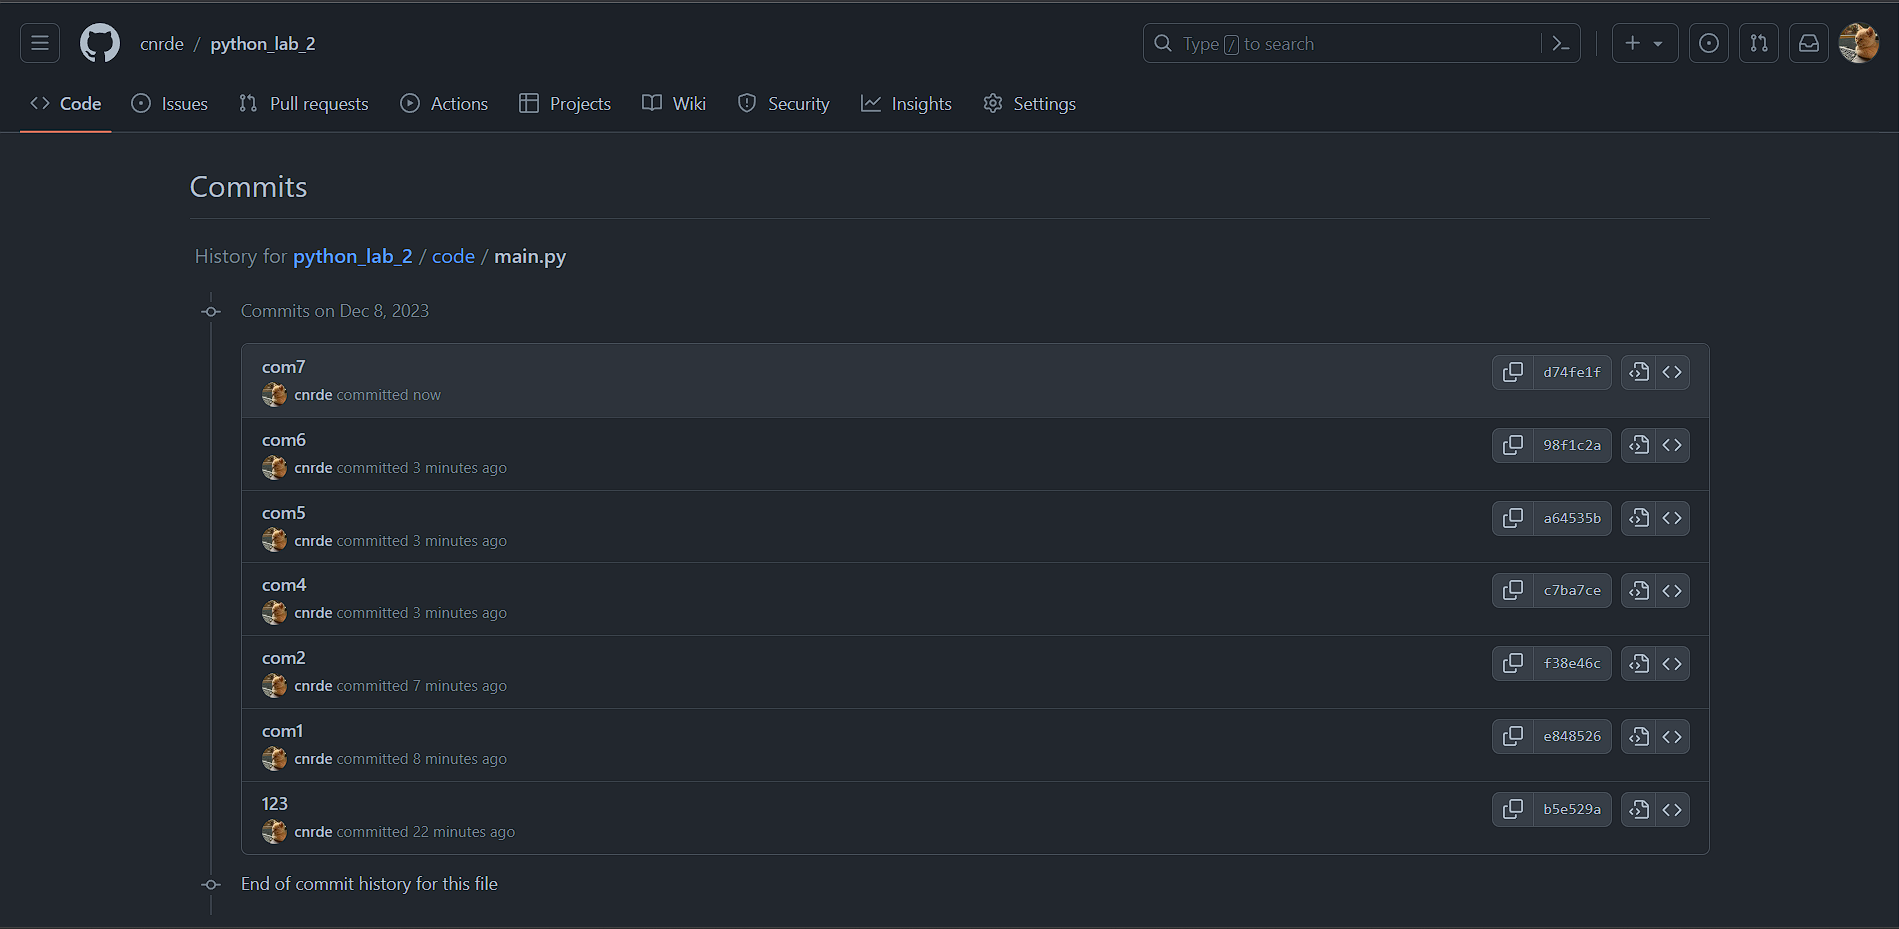 cnrde / python_lab_2
Type / to search
Code Issues Pull requests Actions Projects Wiki Security Insights Settings
Commits
History for python_lab_2 / code / main.py
Commits on Dec 8, 2023
com7
d74fe1f
cnrde committed now
com6
98f1c2a
cnrde committed 3 minutes ago
com5
a64535b
cnrde committed 3 minutes ago
com4
c7ba7ce
cnrde committed 3 minutes ago
com2
f38e46c
cnrde committed 7 minutes ago
com1
e848526
cnrde committed 8 minutes ago
123
b5e529a
cnrde committed 22 minutes ago
End of commit history for this file